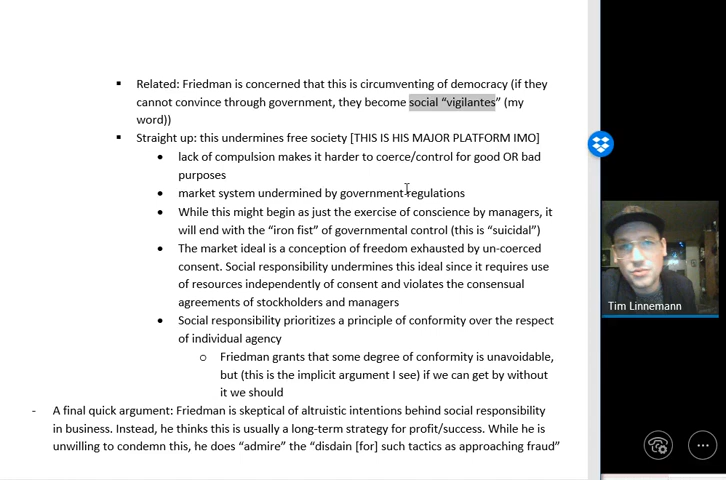 Related: Friedman is concerned that this is circumventing of democracy (if they
cannot convince through government, they become social “vigilantes” (my
word))
Straight up: this undermines free society [THIS IS HIS MAJOR PLATFORM IMO]
lack of compulsion makes it harder to coerce/control for good OR bad
purposes
market system undermined by government regulations
While this might begin as just the exercise of conscience by managers, it
will end with the “iron fist” of governmental control (this is “suicidal”)
The market ideal is a conception of freedom exhausted by un-coerced
consent. Social responsibility undermines this ideal since it requires use
of resources independently of consent and violates the consensual
agreements of stockholders and managers
Social responsibility prioritizes a principle of conformity over the respect
of individual agency
o Friedman grants that some degree of conformity is unavoidable,
but (this is the implicit argument I see) if we can get by without
it we should
- A final quick argument: Friedman is skeptical of altruistic intentions behind social responsibility
in business. Instead, he thinks this is usually a long-term strategy for profit/success. While he is
unwilling to condemn this, he does “admire” the “disdain [for] such tactics as approaching fraud”
Tim Linnemann